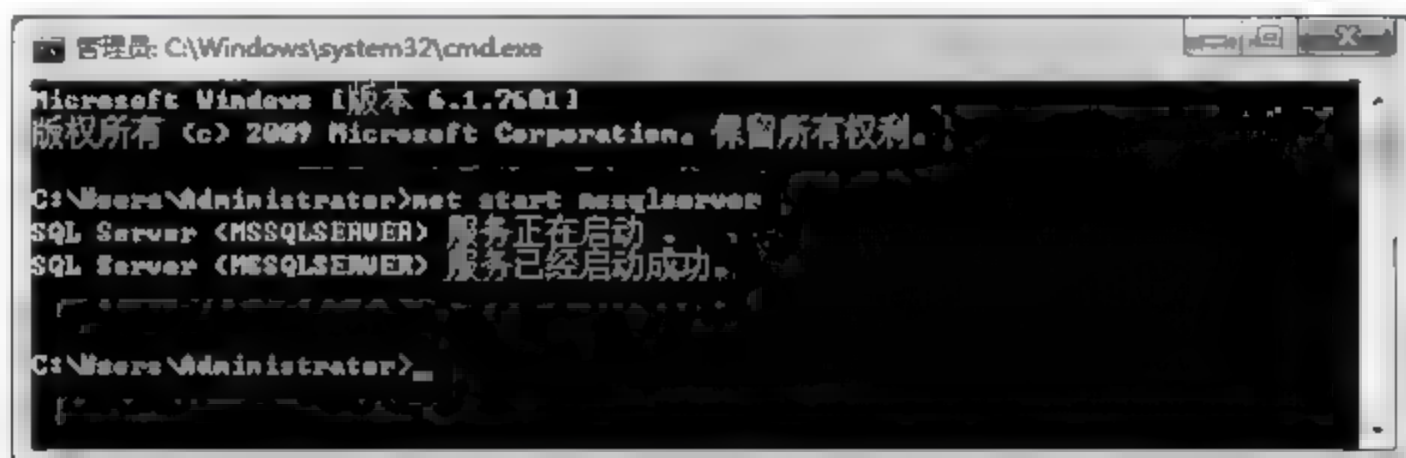 管理员: C:\Windows\system32\cmd.exe
Microsoft Windows [版本 6.1.7601]
版权所有 (c) 2009 Microsoft Corporation。保留所有权利。
C:\Users\Administrator>net start mssqlserver
SQL Server (MSSQLSERVER) 服务正在启动 .
SQL Server (MSSQLSERVER) 服务已经启动成功。
C:\Users\Administrator>_